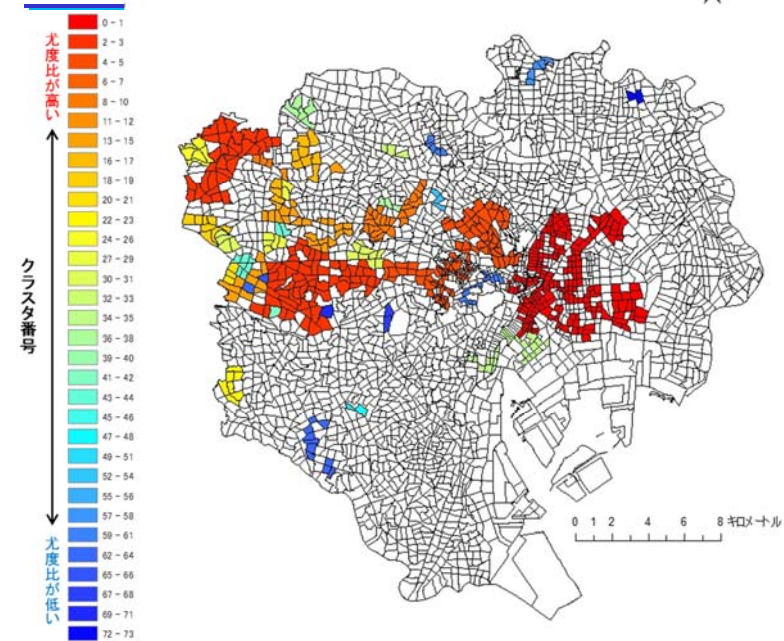 尤度比が高い
クラスタ番号
尤度比が低い
0 - 1
2 - 3
4 - 5
6 - 7
8 - 10
11 - 12
13 - 15
16 - 17
18 - 19
20 - 21
22 - 23
24 - 26
27 - 29
30 - 31
32 - 33
34 - 35
36 - 38
39 - 40
41 - 42
43 - 44
45 - 46
47 - 48
49 - 51
52 - 54
55 - 56
57 - 58
59 - 61
62 - 64
65 - 66
67 - 68
69 - 71
72 - 73
0 1 2 4 6 8 キロメートル